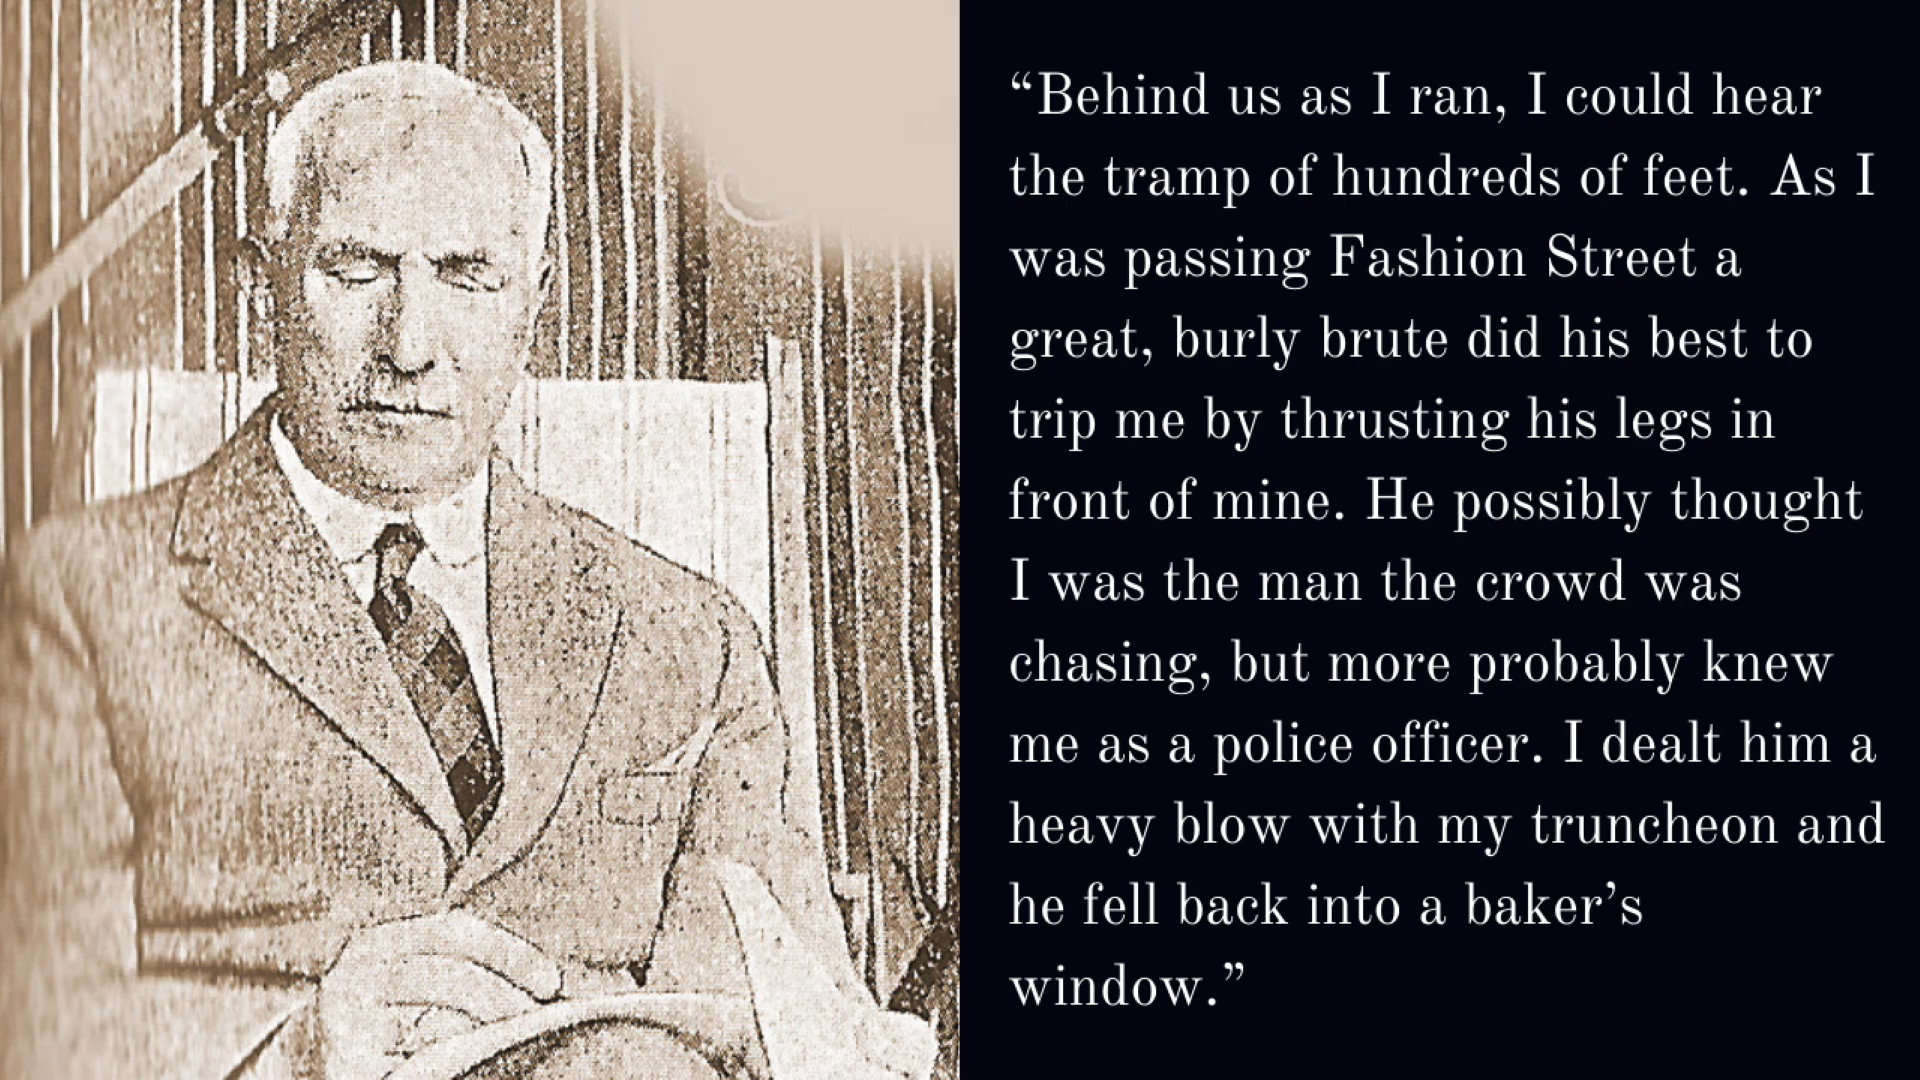 “Behind us as I ran, I could hear
the tramp of hundreds of feet. As I
was passing Fashion Street a
great, burly brute did his best to
trip me by thrusting his legs in
front of mine. He possibly thought
I was the man the crowd was
chasing, but more probably knew
me as a police officer. I dealt him a
heavy blow with my truncheon and
he fell back into a baker’s
window.”